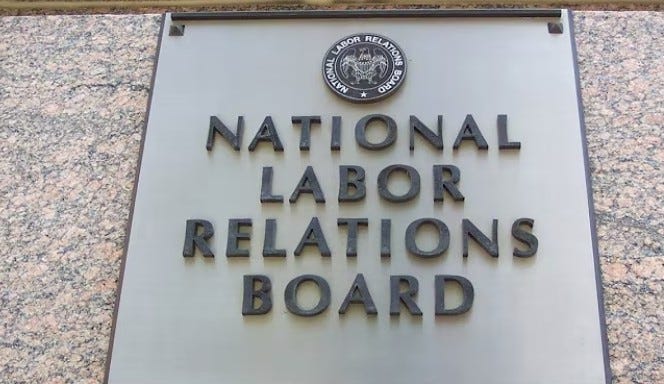 NATIONAL LABOR RELATIONS BOARD
NATIONAL
LABOR
RELATIONS
BOARD